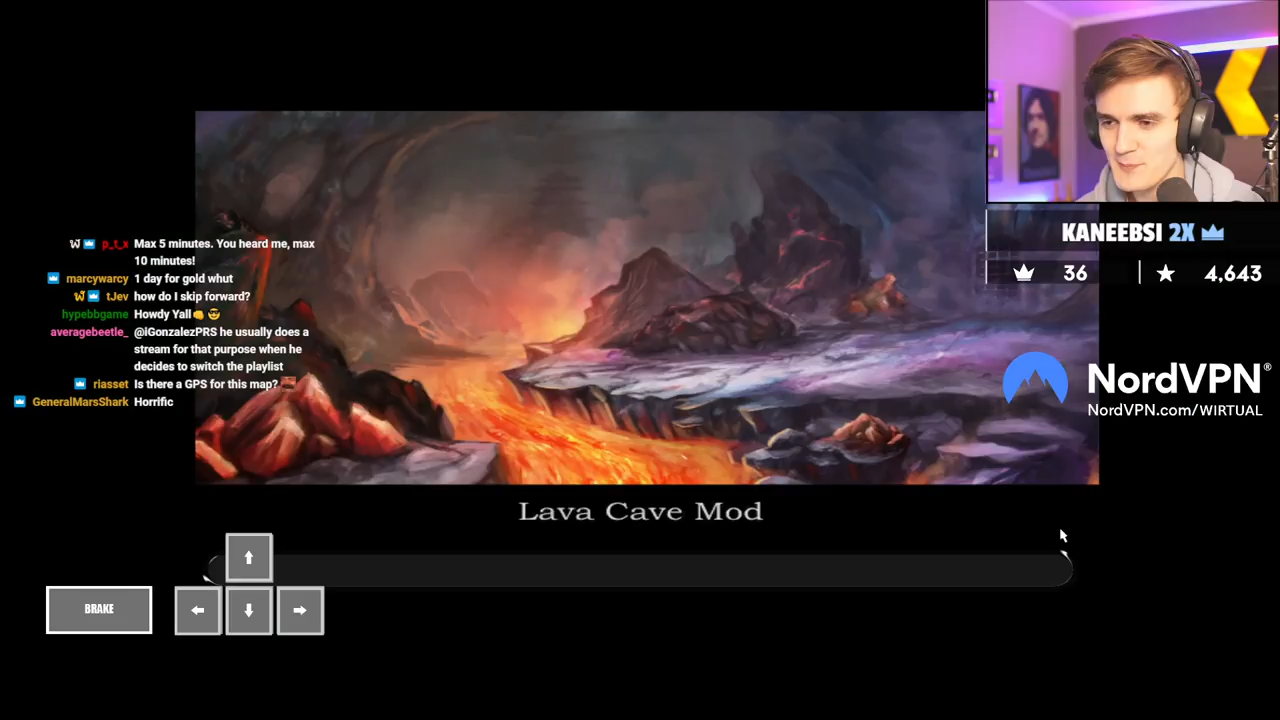 p_t_x Max 5 minutes. You heard me, max
10 minutes!
marcywarcy 1 day for gold whut
tJev how do I skip forward?
hypebbgame Howdy Yall👊 😎
averagebeetle_ @iGonzalezPRS he usually does a
stream for that purpose when he
decides to switch the playlist
riasset Is there a GPS for this map?
GeneralMarsShark Horrific
KANEEBSI 2X
36 4,643
NordVPN®
NordVPN.com/WIRTUAL
Lava Cave Mod
BRAKE